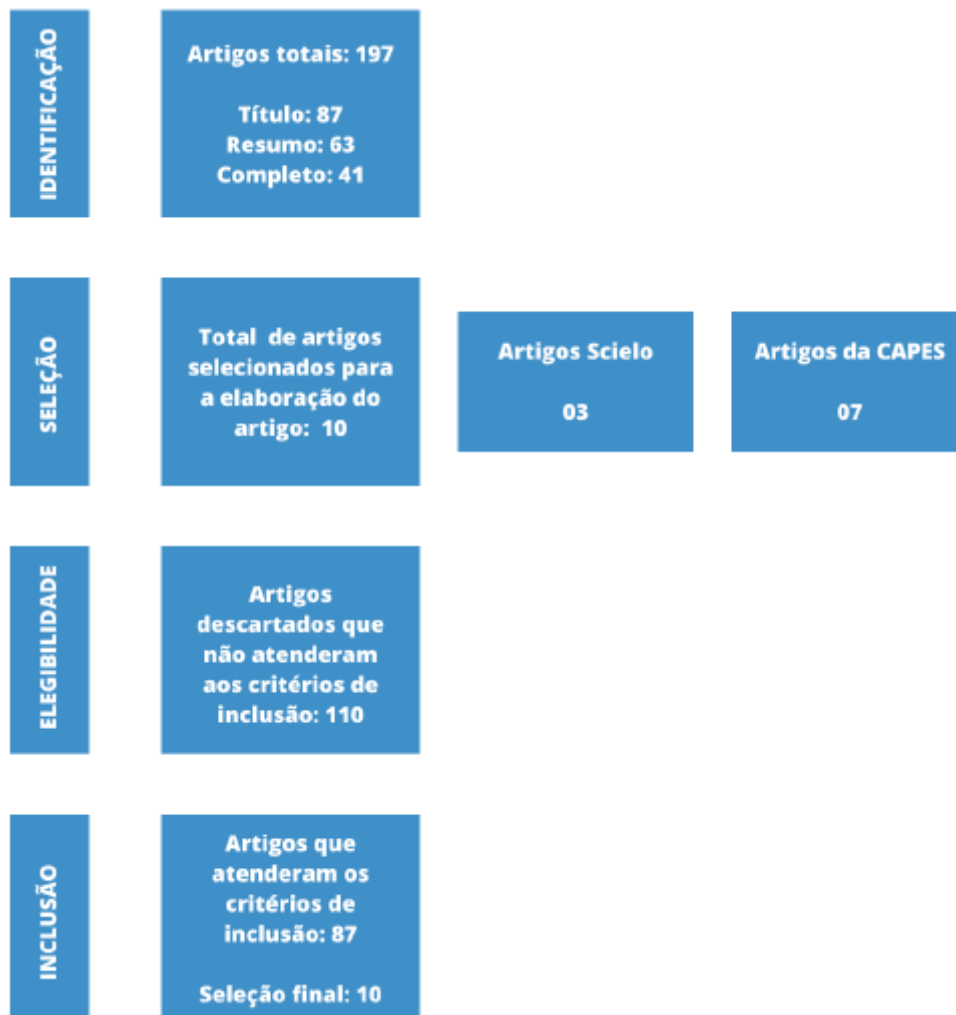 IDENTIFICAÇÃO
Artigos totais: 197
Título: 87
Resumo: 63
Completo: 41
SELEÇÃO
Total de artigos
selecionados para
a elaboração do
artigo: 10
Artigos Scielo
03
Artigos da CAPES
07
ELEGIBILIDADE
Artigos
descartados que
não atenderam
aos critérios de
inclusão: 110
INCLUSÃO
Artigos que
atenderam os
critérios de
inclusão: 87
Seleção final: 10